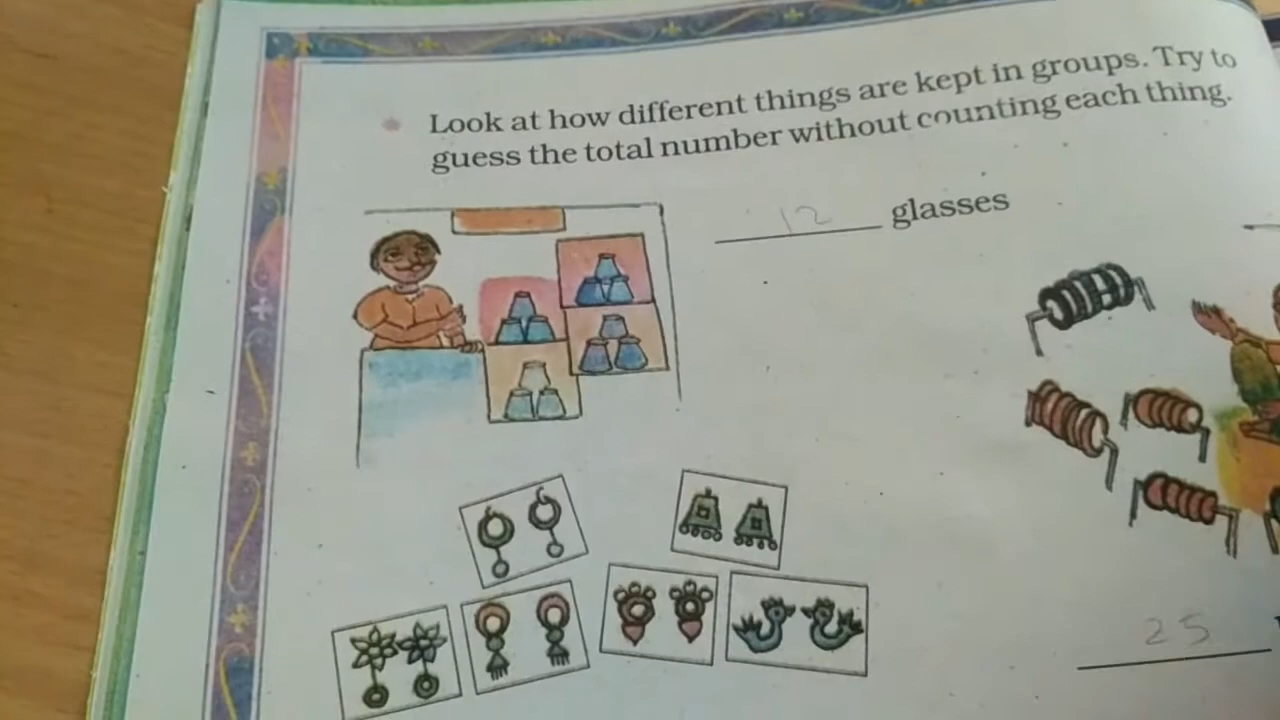 Look at how different things are kept in groups. Try to
guess the total number without counting each thing.
12 glasses
25